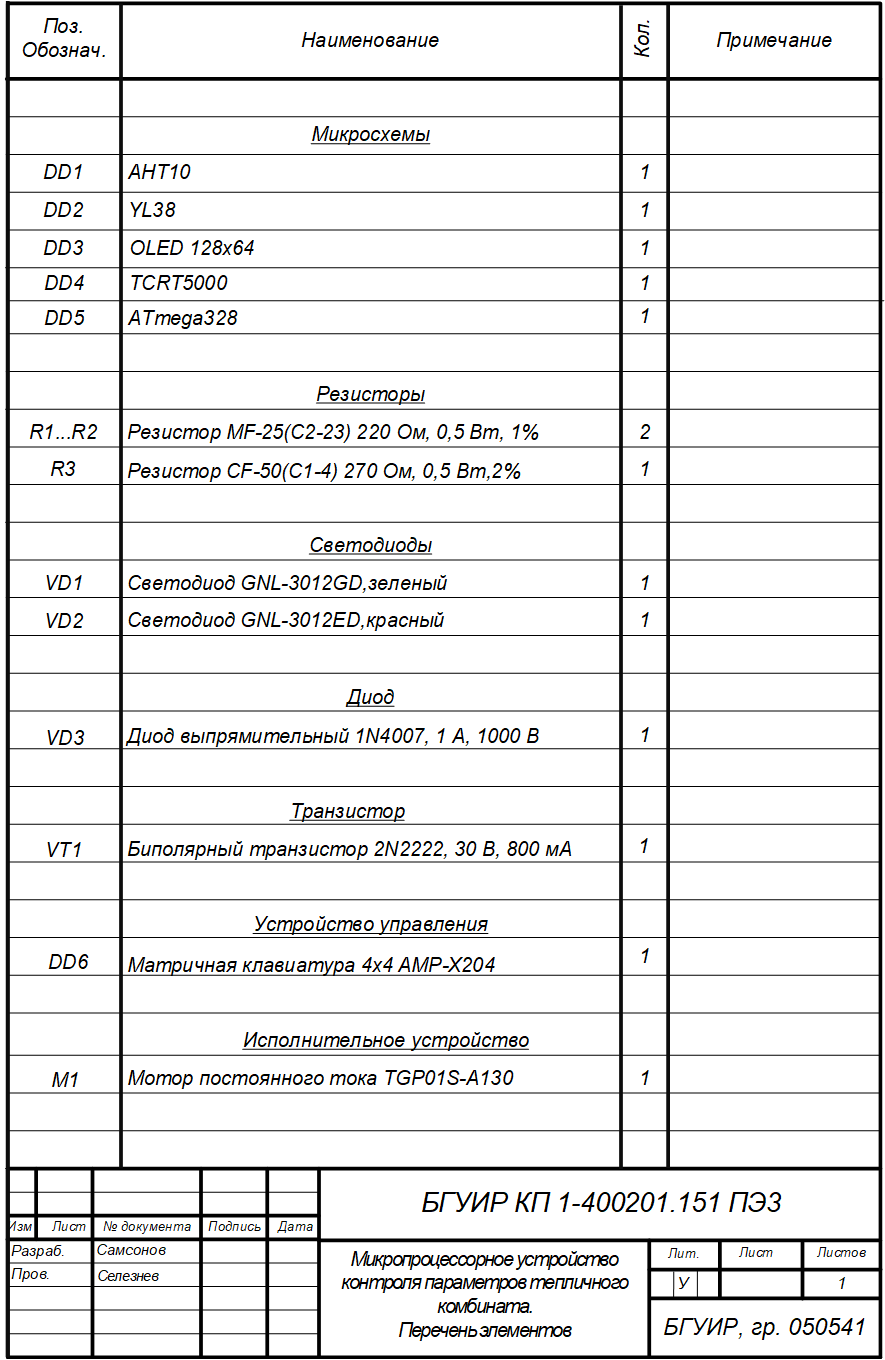 Поз. Обознач. Наименование Кол. Примечание
Микросхемы
DD1 AHT10 1
DD2 YL38 1
DD3 OLED 128x64 1
DD4 TCRT5000 1
DD5 ATmega328 1
Резисторы
R1...R2 Резистор MF-25(С2-23) 220 Ом, 0,5 Вт, 1% 2
R3 Резистор CF-50(С1-4) 270 Ом, 0,5 Вт,2% 1
Светодиоды
VD1 Светодиод GNL-3012GD,зеленый 1
VD2 Светодиод GNL-3012ED,красный 1
Диод
VD3 Диод выпрямительный 1N4007, 1 А, 1000 В 1
Транзистор
VT1 Биполярный транзистор 2N2222, 30 В, 800 мА 1
Устройство управления
DD6 Матричная клавиатура 4x4 AMP-X204 1
Исполнительное устройство
М1 Мотор постоянного тока TGP01S-A130 1
БГУИР КП 1-400201.151 ПЭ3
Изм Лист № документа Подпись Дата
Разраб. Самсонов
Пров. Селезнев
Микропроцессорное устройство
контроля параметров тепличного
комбината.
Перечень элементов
Лит. Лист Листов
У 1
БГУИР, гр. 050541